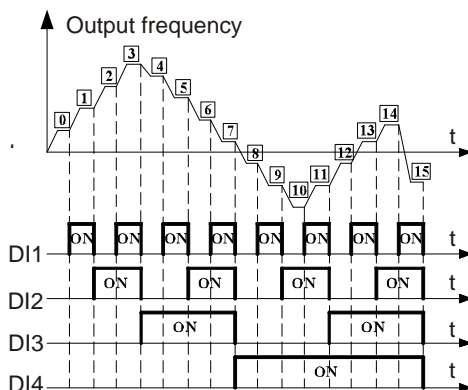 Output frequency
3
4
14
2
5
1
6
13
0
7
t
8
12
9
11
15
10
t
DI1 ON ON ON ON ON ON ON ON
t
DI2 ON ON ON ON
t
DI3 ON ON
t
DI4 ON